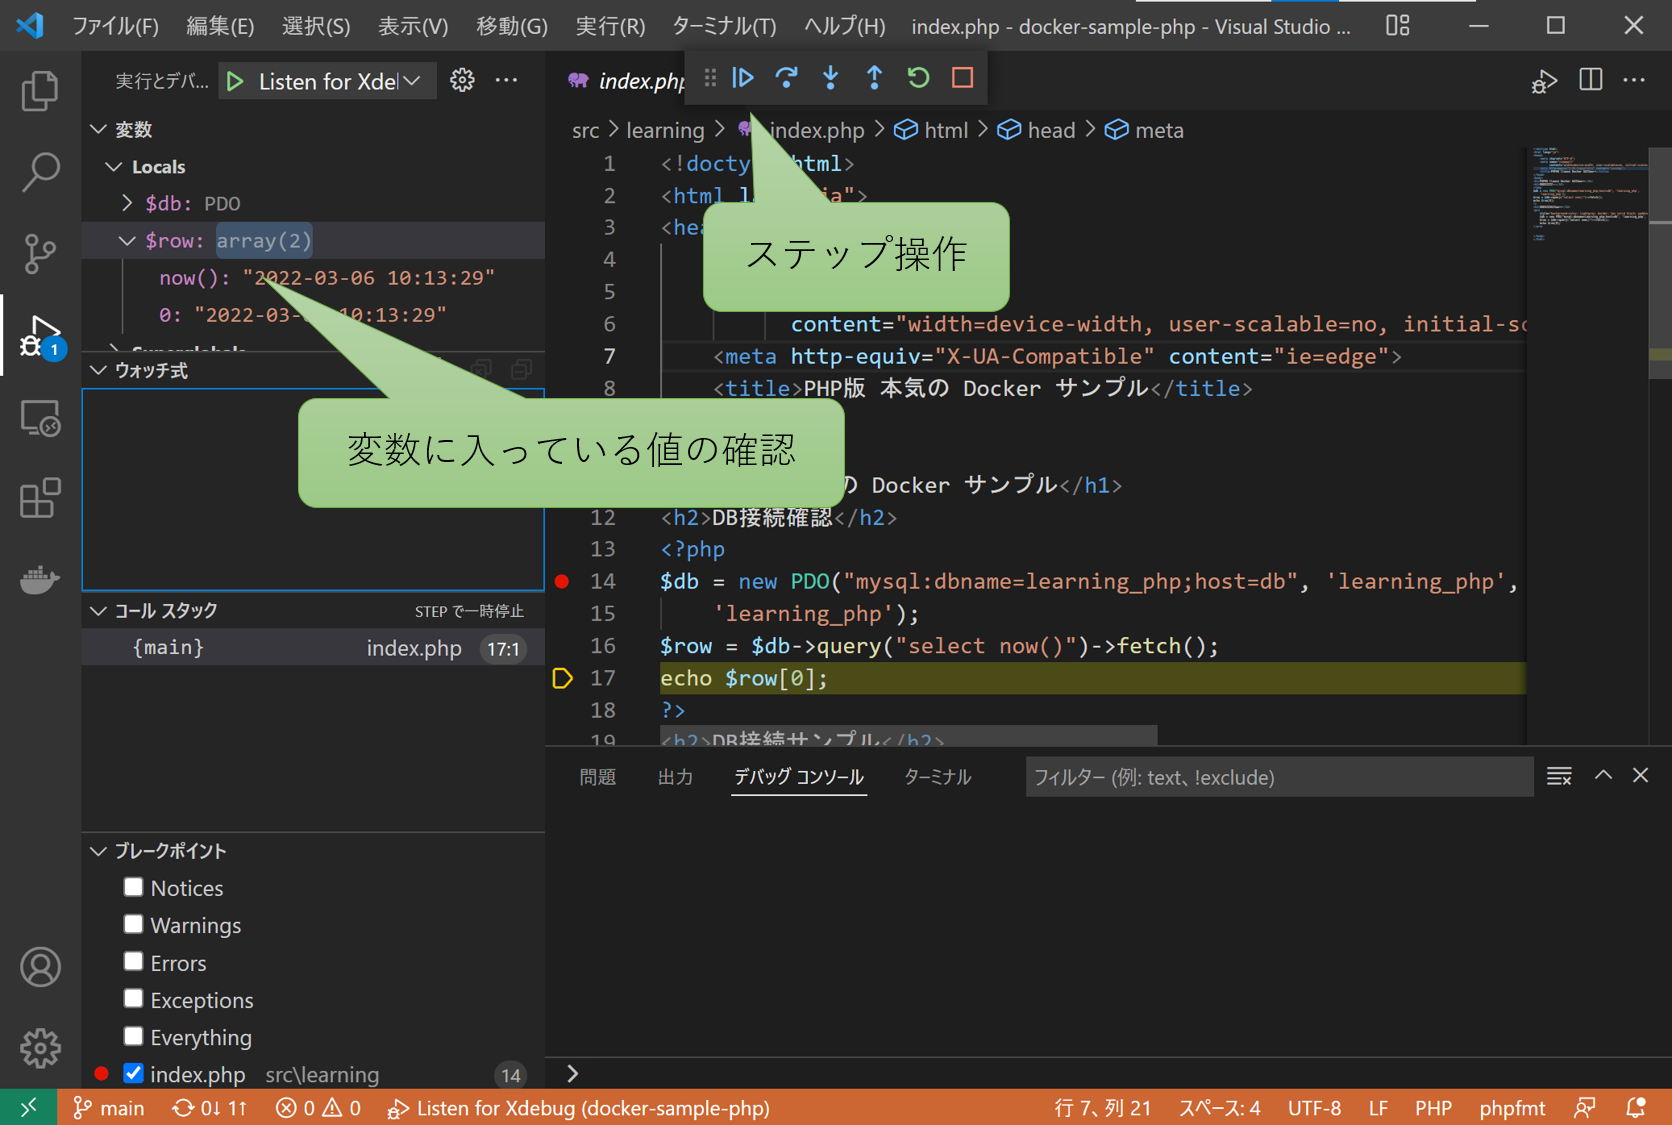 ファイル(F) 編集(E) 選択(S) 表示(V) 移動(G) 実行(R) ターミナル(T) ヘルプ(H) index.php - docker-sample-php - Visual Studio ...
実行とデバ... Listen for Xde
index.php
変数
Locals
$db: PDO
$row: array(2)
now(): "2022-03-06 10:13:29"
0: "2022-03- 10:13:29"
Superglobals
ウォッチ式
変数に入っている値の確認
コール スタック STEP で一時停止
{main} index.php 17:1
ブレークポイント
Notices
Warnings
Errors
Exceptions
Everything
index.php src\learning 14
src > learning > index.php > html > head > meta
ステップ操作
1 <!docty html>
2 <html l a">
3 <hea
4
5
6 content="width=device-width, user-scalable=no, initial-sc
7 <meta http-equiv="X-UA-Compatible" content="ie=edge">
8 <title>PHP版 本気の Docker サンプル</title>
の Docker サンプル</h1>
12 <h2>DB接続確認</h2>
13 <?php
14 $db = new PDO("mysql:dbname=learning_php;host=db", 'learning_php',
15 'learning_php');
16 $row = $db->query("select now()")->fetch();
17 echo $row[0];
18 ?>
19 <h2>DB接続サンプル</h2>
問題 出力 デバッグ コンソール ターミナル フィルター (例: text、!exclude)
>
1
main 0↓ 1↑ 0 0 Listen for Xdebug (docker-sample-php) 行 7、列 21 スペース: 4 UTF-8 LF PHP phpfmt